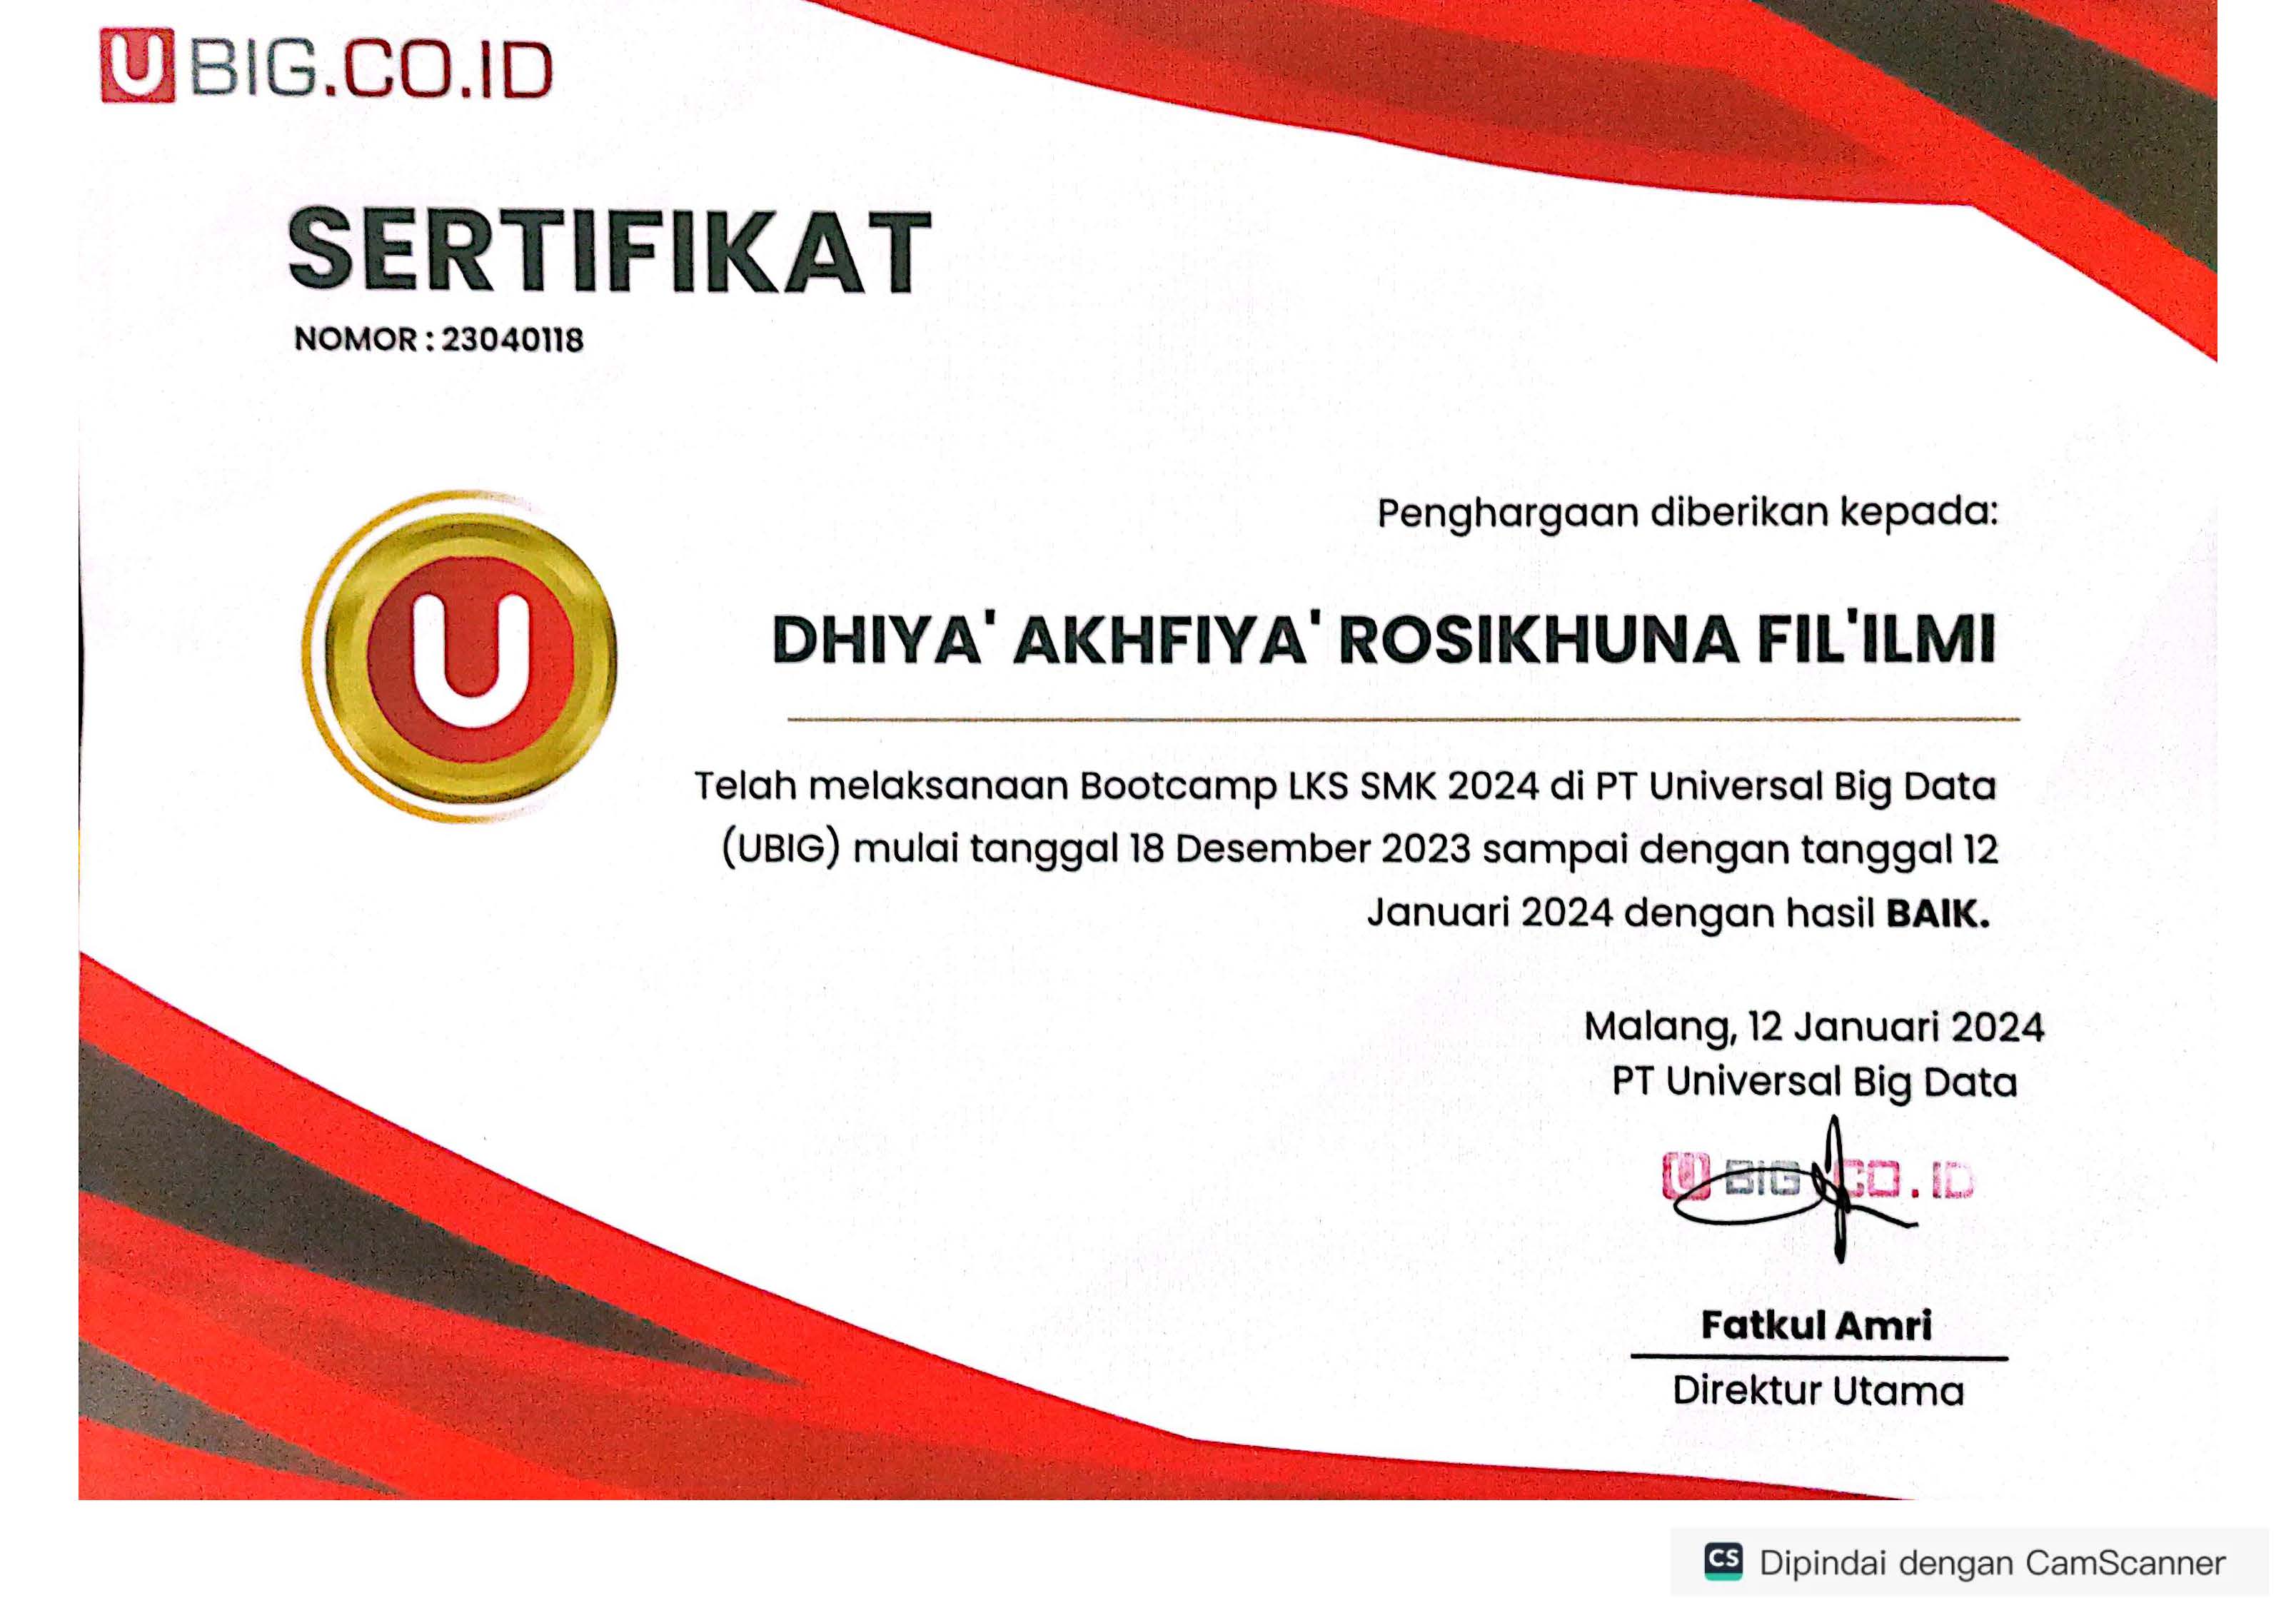 UBIG.CO.ID
SERTIFIKAT
NOMOR : 23040118
Penghargaan diberikan kepada:
DHIYA' AKHFIYA' ROSIKHUNA FIL'ILMI
Telah melaksanaan Bootcamp LKS SMK 2024 di PT Universal Big Data
(UBIG) mulai tanggal 18 Desember 2023 sampai dengan tanggal 12
Januari 2024 dengan hasil BAIK.
Malang, 12 Januari 2024
PT Universal Big Data
UBIG.CO.ID
Fatkul Amri
Direktur Utama
CS Dipindai dengan CamScanner